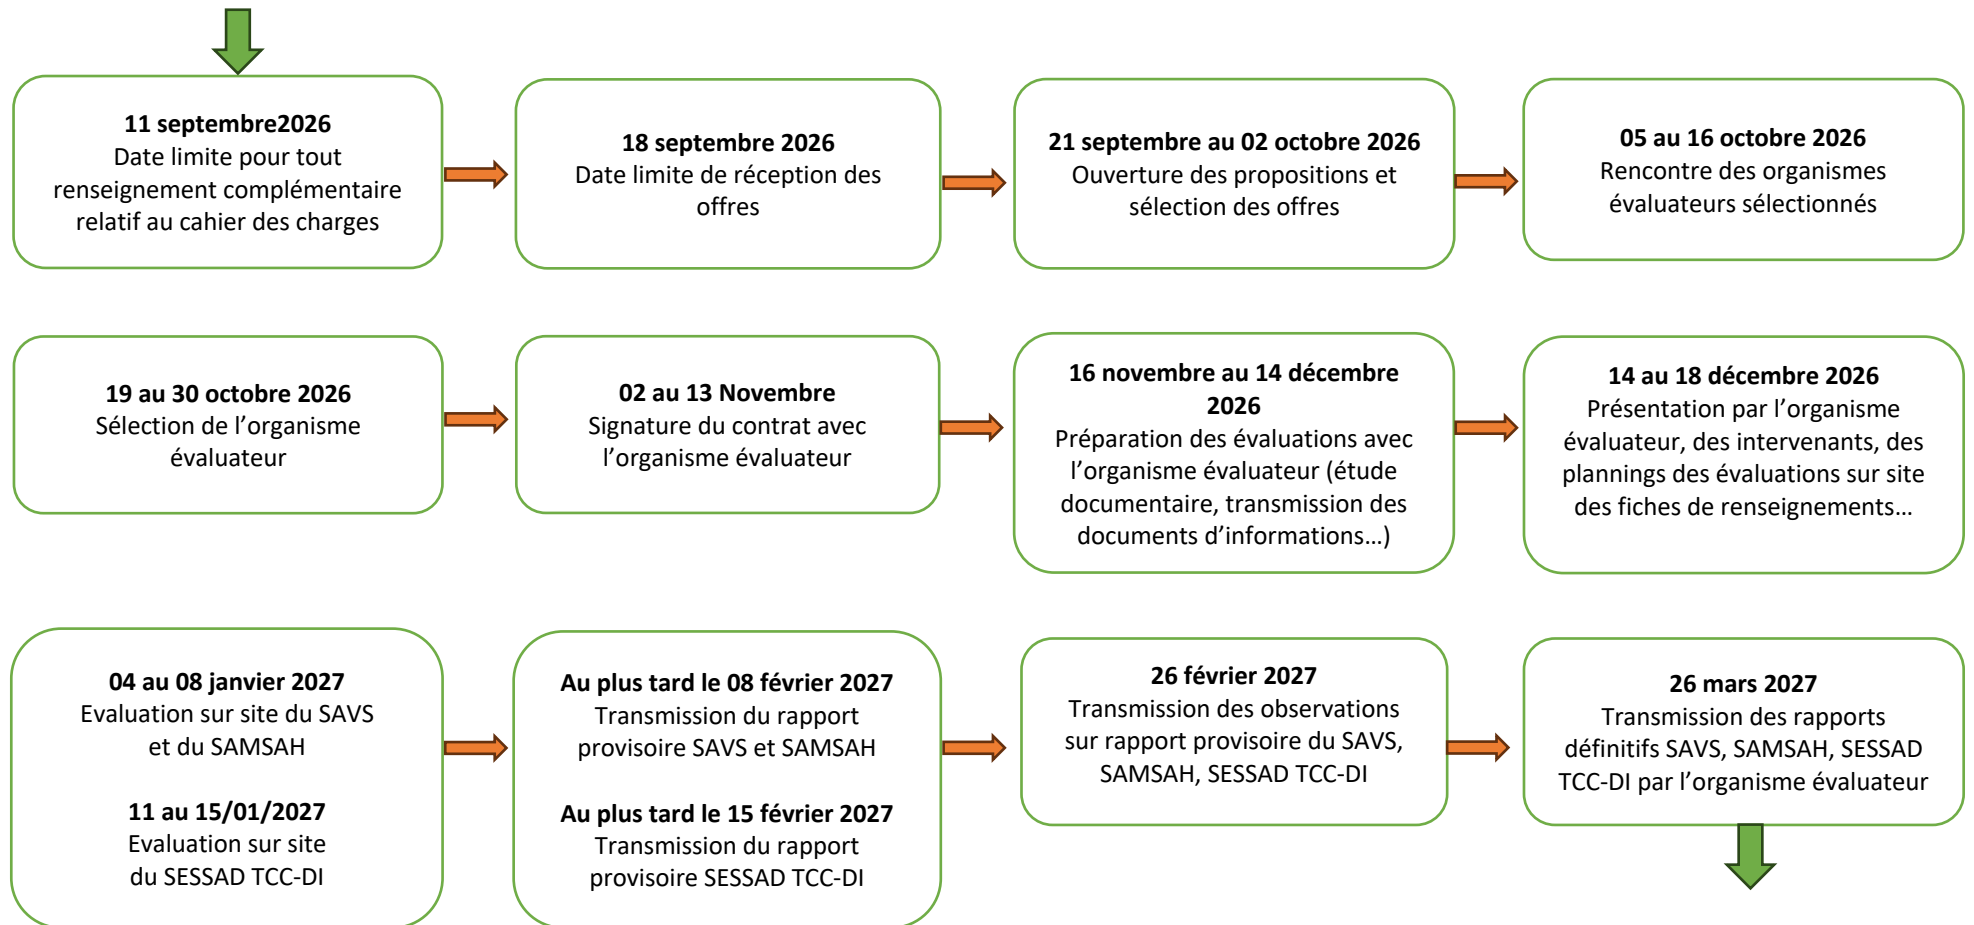 11 septembre2026
Date limite pour tout
renseignement complémentaire
relatif au cahier des charges
18 septembre 2026
Date limite de réception des
offres
21 septembre au 02 octobre 2026
Ouverture des propositions et
sélection des offres
05 au 16 octobre 2026
Rencontre des organismes
évaluateurs sélectionnés
19 au 30 octobre 2026
Sélection de l’organisme
évaluateur
02 au 13 Novembre
Signature du contrat avec
l’organisme évaluateur
16 novembre au 14 décembre
2026
Préparation des évaluations avec
l’organisme évaluateur (étude
documentaire, transmission des
documents d’informations…)
14 au 18 décembre 2026
Présentation par l’organisme
évaluateur, des intervenants, des
plannings des évaluations sur site
des fiches de renseignements…
04 au 08 janvier 2027
Evaluation sur site du SAVS
et du SAMSAH
11 au 15/01/2027
Evaluation sur site
du SESSAD TCC-DI
Au plus tard le 08 février 2027
Transmission du rapport
provisoire SAVS et SAMSAH
Au plus tard le 15 février 2027
Transmission du rapport
provisoire SESSAD TCC-DI
26 février 2027
Transmission des observations
sur rapport provisoire du SAVS,
SAMSAH, SESSAD TCC-DI
26 mars 2027
Transmission des rapports
définitifs SAVS, SAMSAH, SESSAD
TCC-DI par l’organisme évaluateur